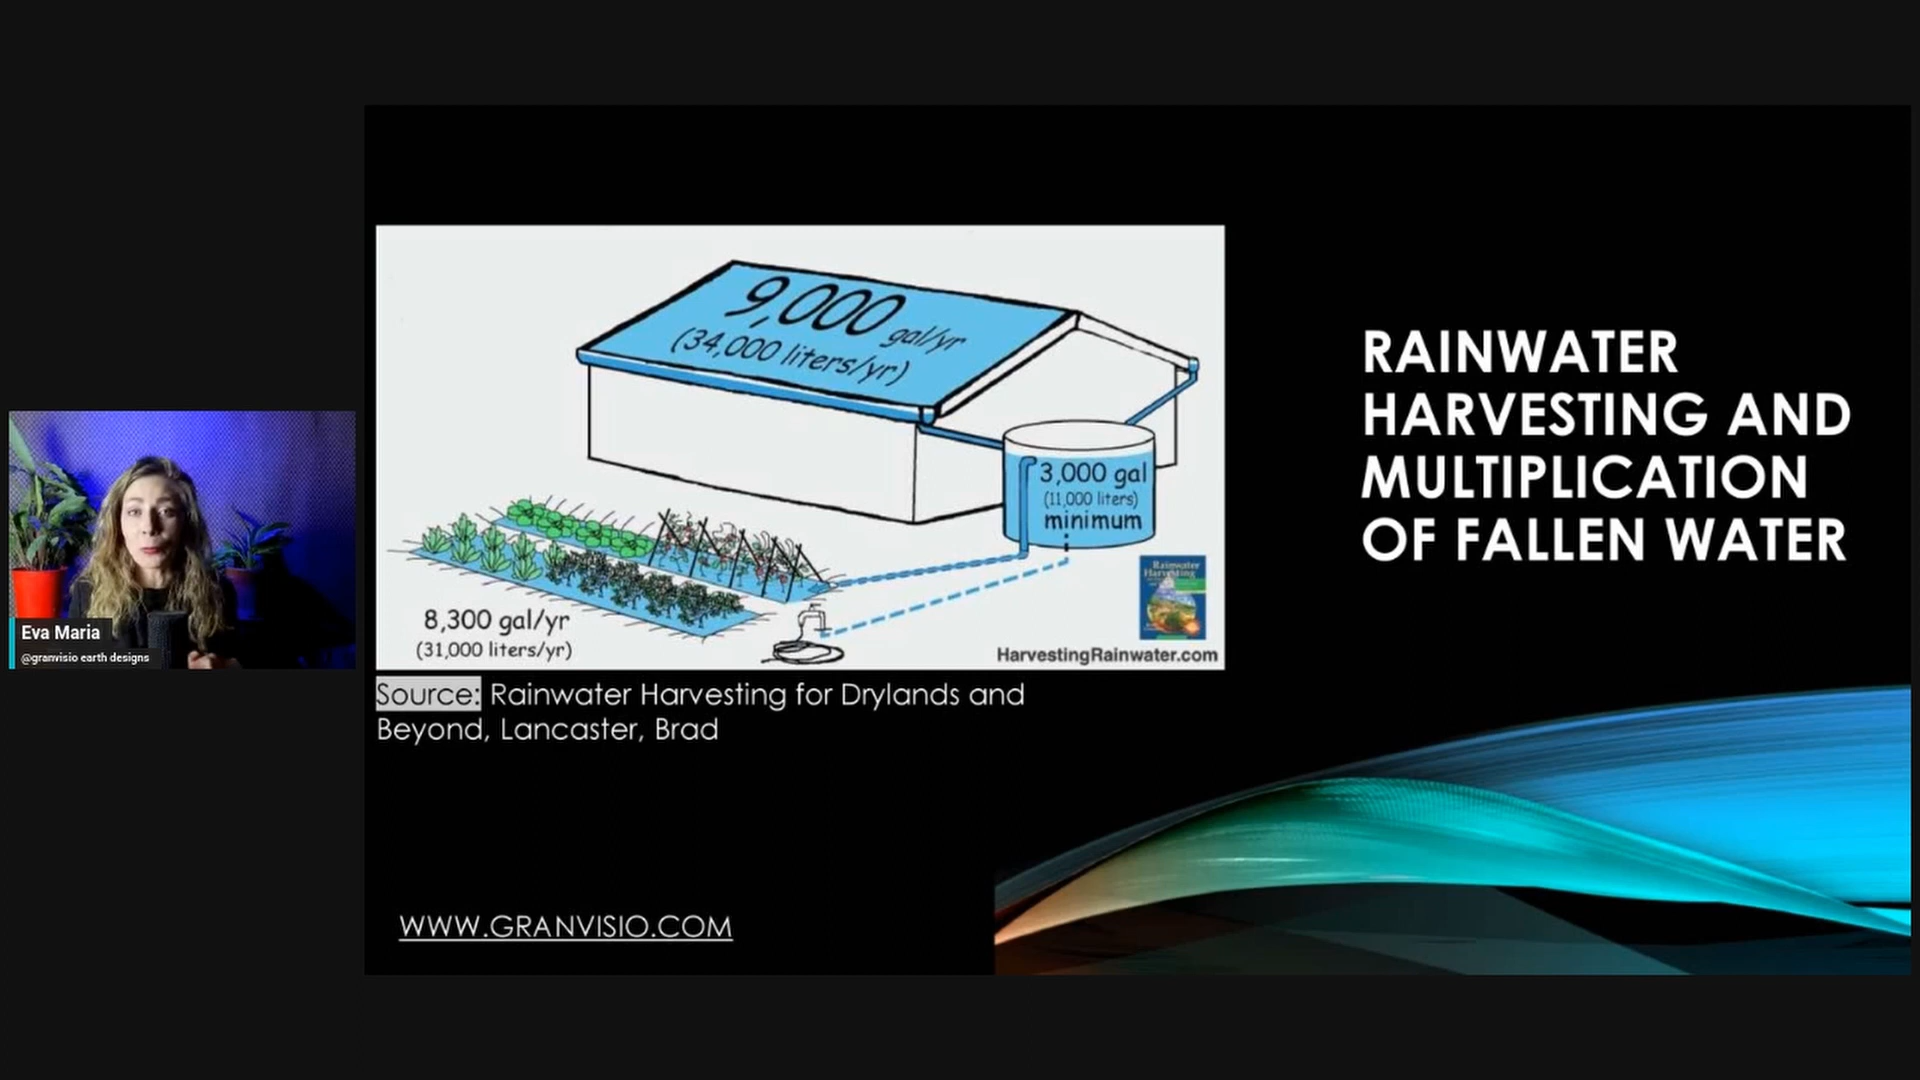 9,000 gal/yr
(34,000 liters/yr)
3,000 gal
(11,000 liters)
minimum
Rainwater
Harvesting
8,300 gal/yr
(31,000 liters/yr)
HarvestingRainwater.com
Source: Rainwater Harvesting for Drylands and
Beyond, Lancaster, Brad
WWW.GRANVISIO.COM
RAINWATER
HARVESTING AND
MULTIPLICATION
OF FALLEN WATER
Eva Maria
@granvisio earth designs